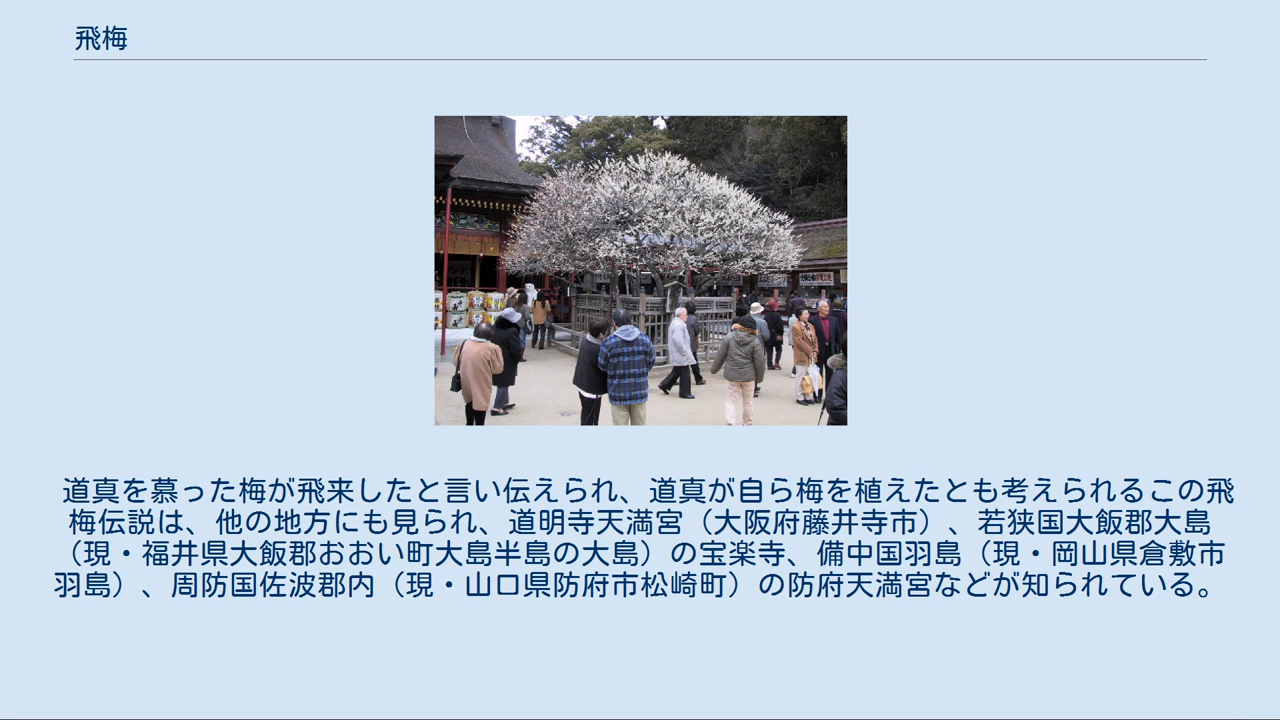 飛梅
道真を慕った梅が飛来したと言い伝えられ、道真が自ら梅を植えたとも考えられるこの飛
梅伝説は、他の地方にも見られ、道明寺天満宮（大阪府藤井寺市）、若狭国大飯郡大島
（現・福井県大飯郡おおい町大島半島の大島）の宝楽寺、備中国羽島（現・岡山県倉敷市
羽島）、周防国佐波郡内（現・山口県防府市松崎町）の防府天満宮などが知られている。